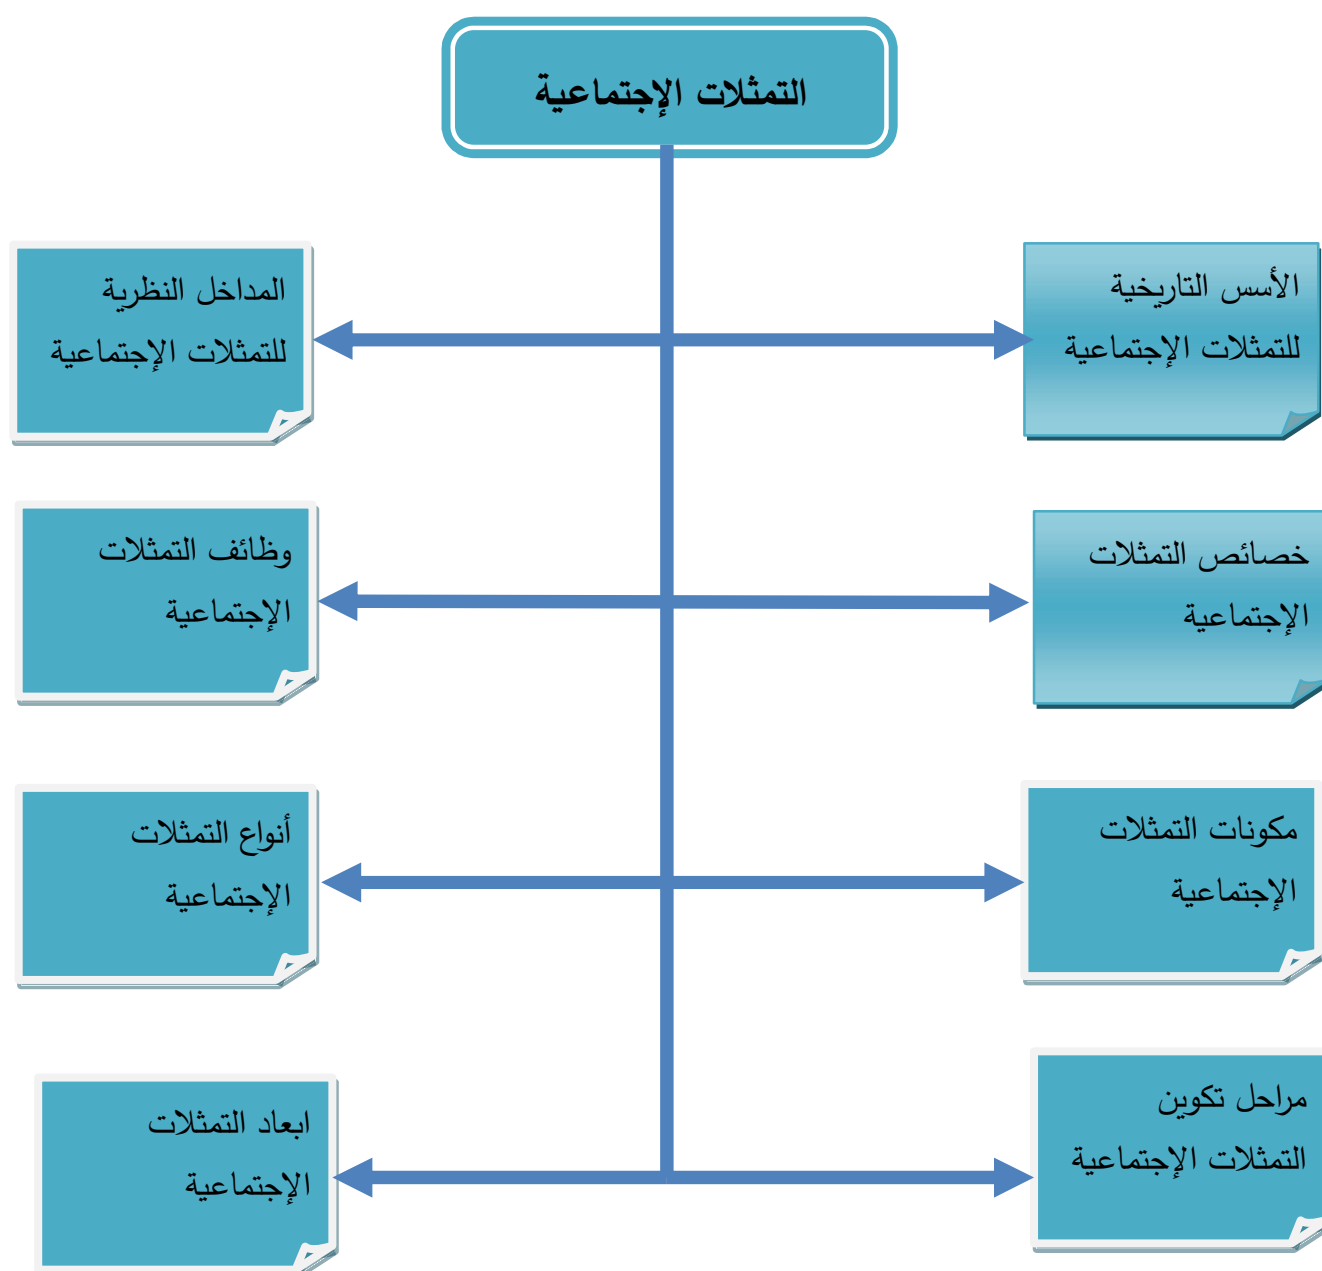 التمثلات الإجتماعية
الأسس التاريخية
للتمثلات الإجتماعية
المداخل النظرية
للتمثلات الإجتماعية
خصائص التمثلات
الإجتماعية
وظائف التمثلات
الإجتماعية
مكونات التمثلات
الإجتماعية
أنواع التمثلات
الإجتماعية
مراحل تكوين
التمثلات الإجتماعية
ابعاد التمثلات
الإجتماعية